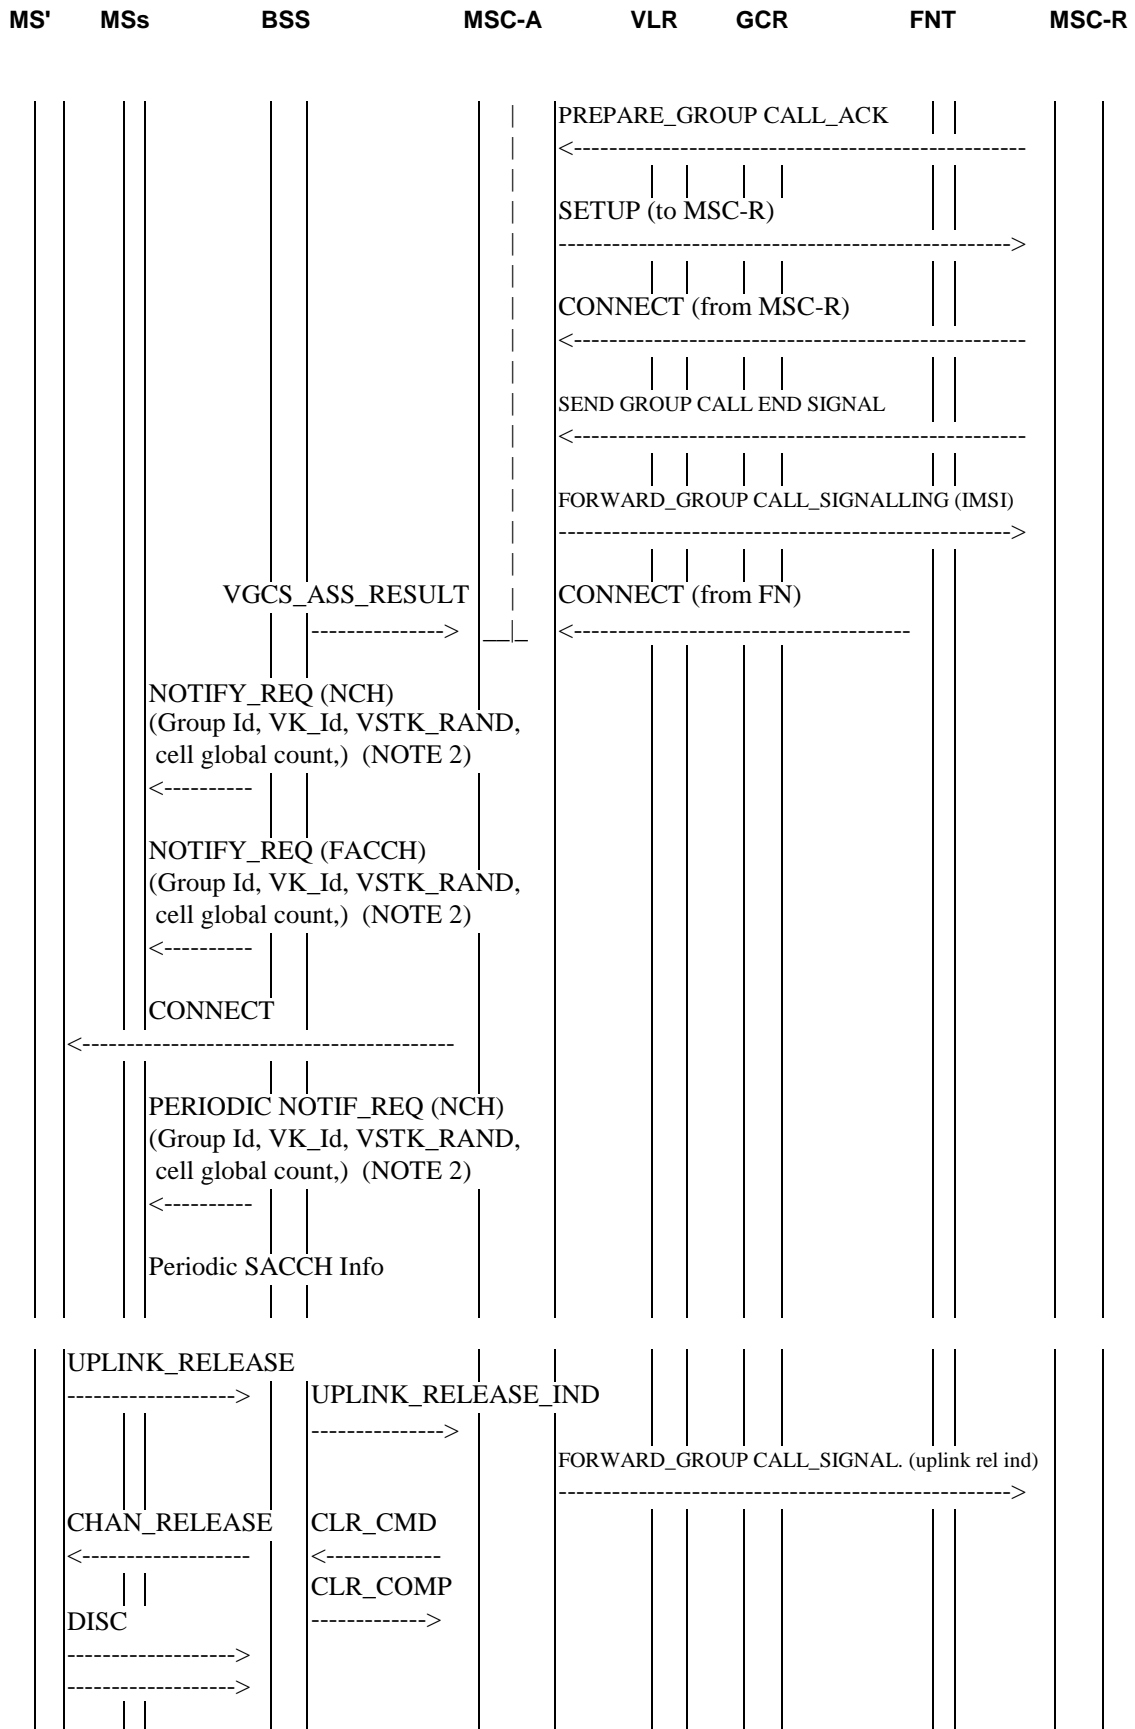 MS' MSs BSS MSC-A VLR GCR FNT MSC-R
PREPARE_GROUP CALL_ACK
<---------------------------------------------------
SETUP (to MSC-R)
--------------------------------------------------->
CONNECT (from MSC-R)
<---------------------------------------------------
SEND GROUP CALL END SIGNAL
<---------------------------------------------------
FORWARD_GROUP CALL_SIGNALLING (IMSI)
--------------------------------------------------->
VGCS_ASS_RESULT CONNECT (from FN)
---------------> __|_ <--------------------------------------
NOTIFY_REQ (NCH)
(Group Id, VK_Id, VSTK_RAND,
cell global count,) (NOTE 2)
<----------
NOTIFY_REQ (FACCH)
(Group Id, VK_Id, VSTK_RAND,
cell global count,) (NOTE 2)
<----------
CONNECT
<------------------------------------------
PERIODIC NOTIF_REQ (NCH)
(Group Id, VK_Id, VSTK_RAND,
cell global count,) (NOTE 2)
<----------
Periodic SACCH Info
UPLINK_RELEASE
------------------->
UPLINK_RELEASE_IND
--------------->
FORWARD_GROUP CALL_SIGNAL. (uplink rel ind)
--------------------------------------------------->
CHAN_RELEASE CLR_CMD
<------------------- <-------------
CLR_COMP
DISC ------------->
------------------->
------------------->